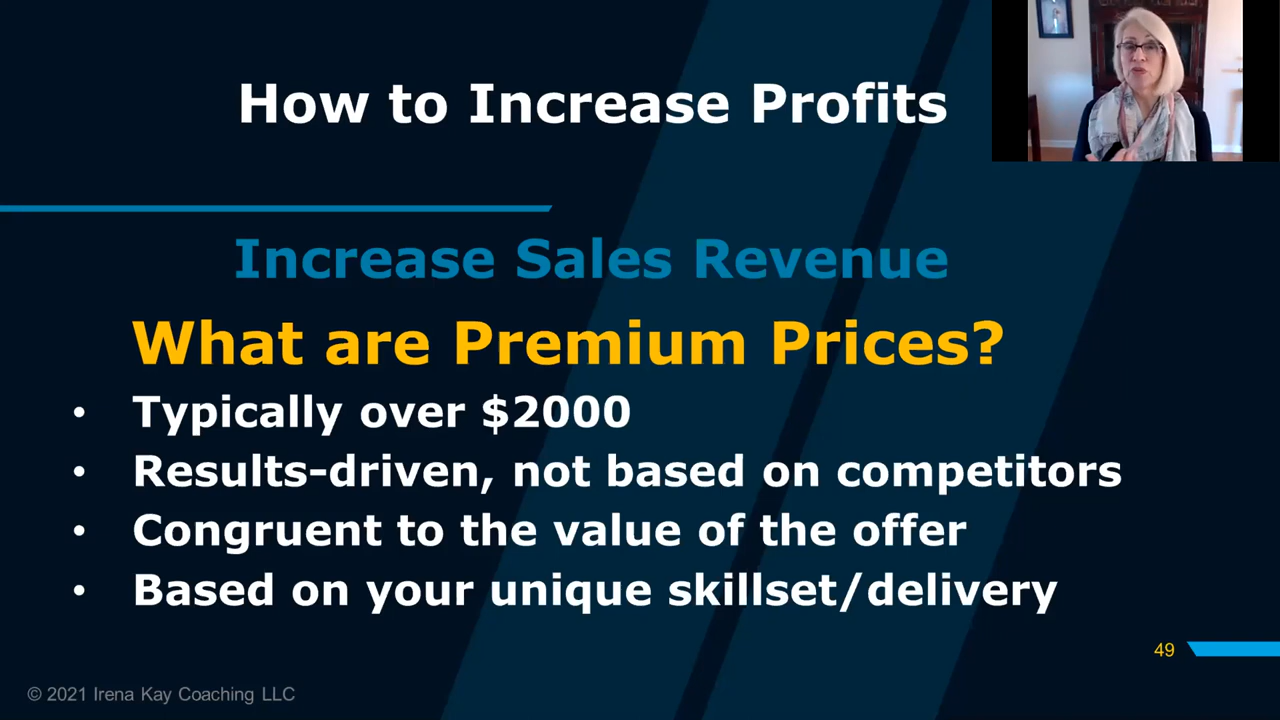 How to Increase Profits
Increase Sales Revenue
What are Premium Prices?
• Typically over $2000
• Results-driven, not based on competitors
• Congruent to the value of the offer
• Based on your unique skillset/delivery
49
© 2021 Irena Kay Coaching LLC